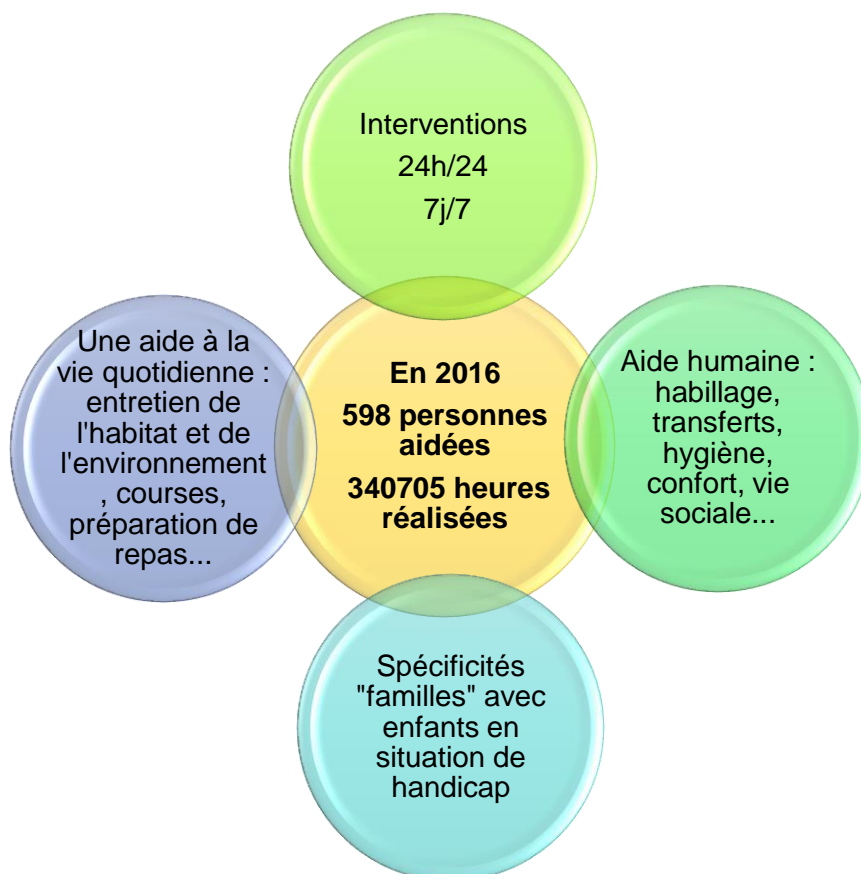 Interventions
24h/24
7j/7
Une aide à la
vie quotidienne :
entretien de
l'habitat et de
l'environnement
, courses,
préparation de
repas...
En 2016
598 personnes
aidées
340705 heures
réalisées
Aide humaine :
habillage,
transferts,
hygiène,
confort, vie
sociale...
Spécificités
"familles" avec
enfants en
situation de
handicap